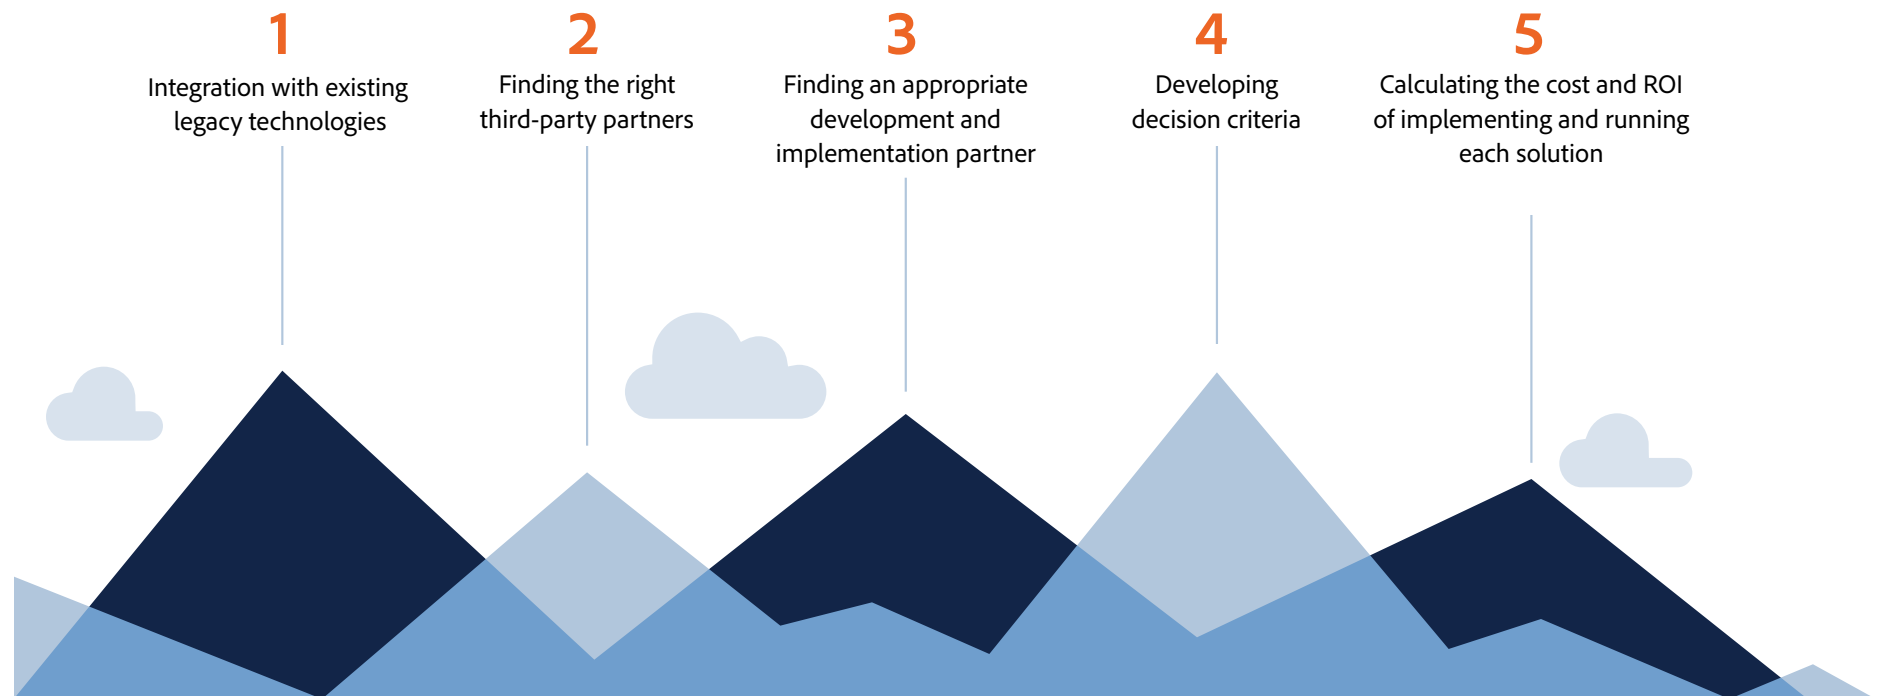 1
Integration with existing
legacy technologies
2
Finding the right
third-party partners
3
Finding an appropriate
development and
implementation partner
4
Developing
decision criteria
5
Calculating the cost and ROI
of implementing and running
each solution